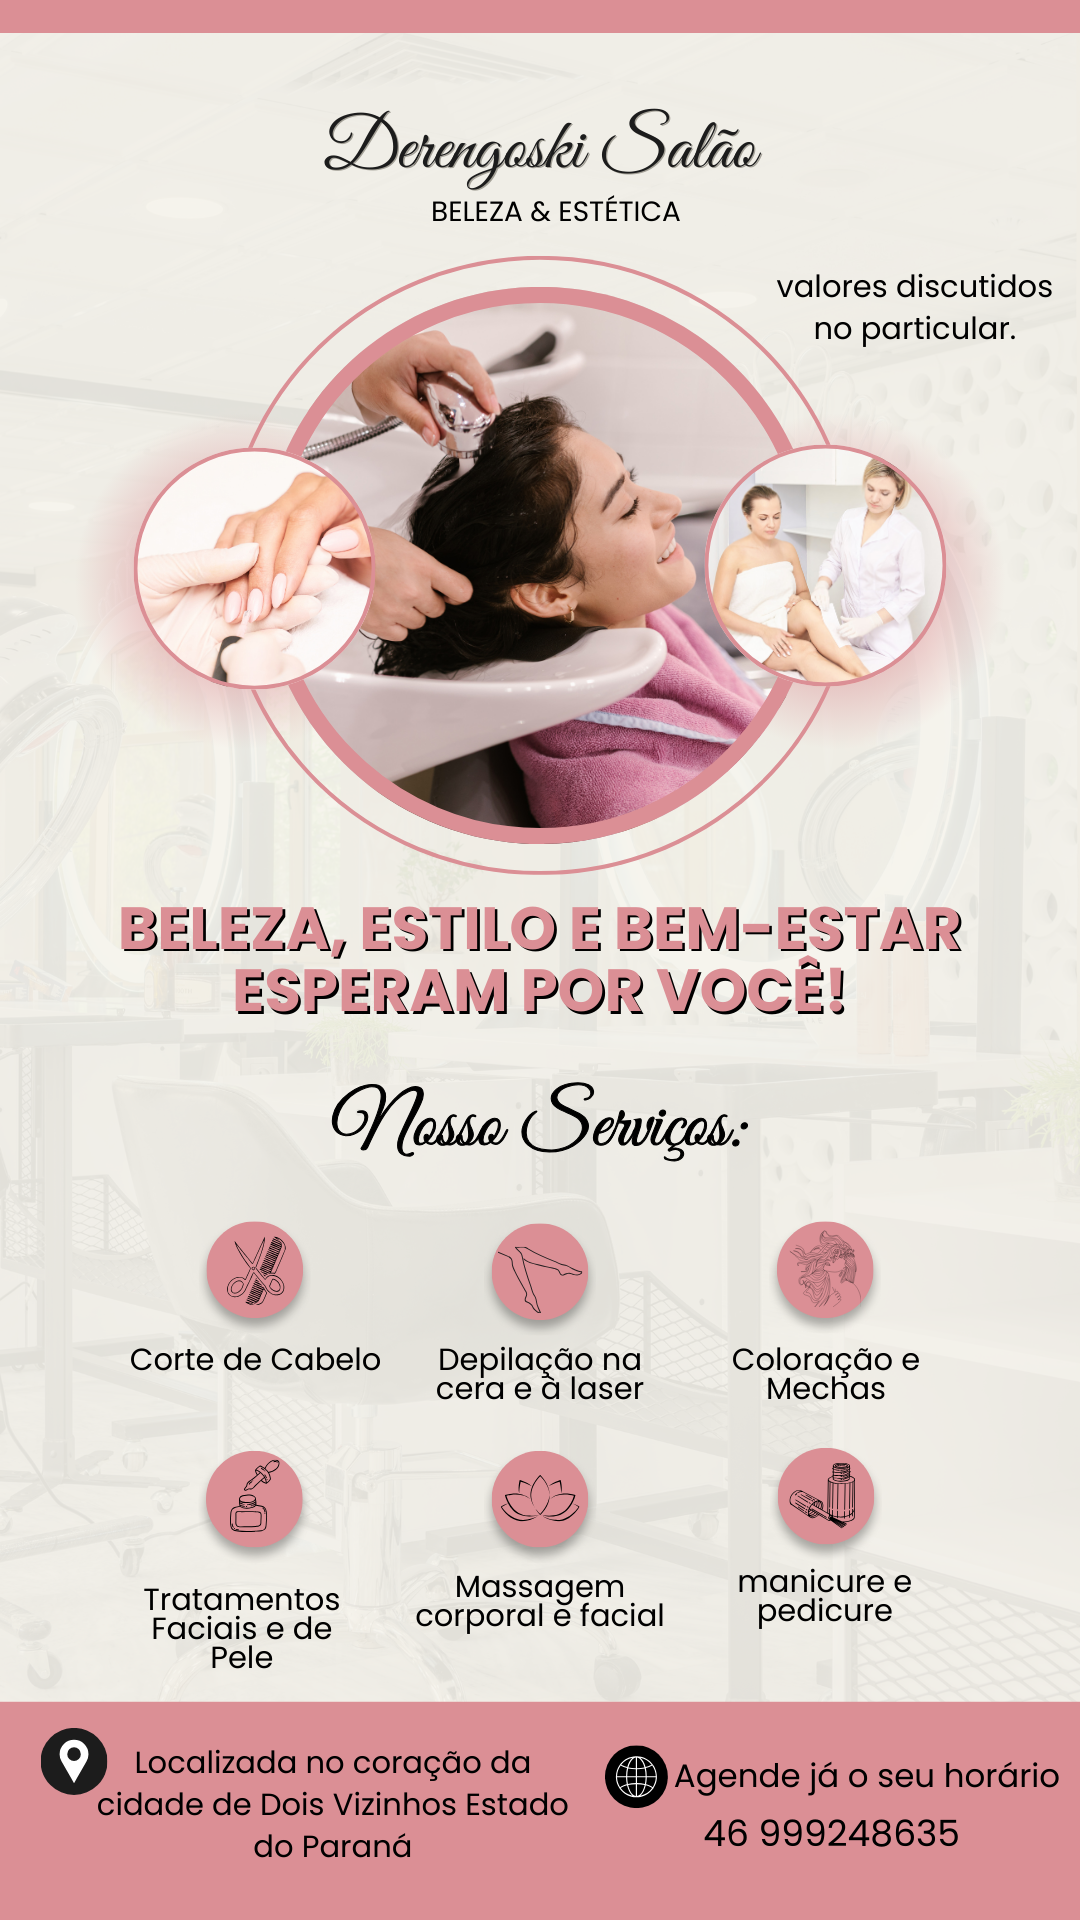 Derengoski Salão
BELEZA & ESTÉTICA
valores discutidos
no particular.
BELEZA, ESTILO E BEM-ESTAR
ESPERAM POR VOCÊ!
Nosso Serviços:
Corte de Cabelo
Depilação na
cera e à laser
Coloração e
Mechas
Tratamentos
Faciais e de
Pele
Massagem
corporal e facial
manicure e
pedicure
Localizada no coração da
cidade de Dois Vizinhos Estado
do Paraná
Agende já o seu horário
46 999248635